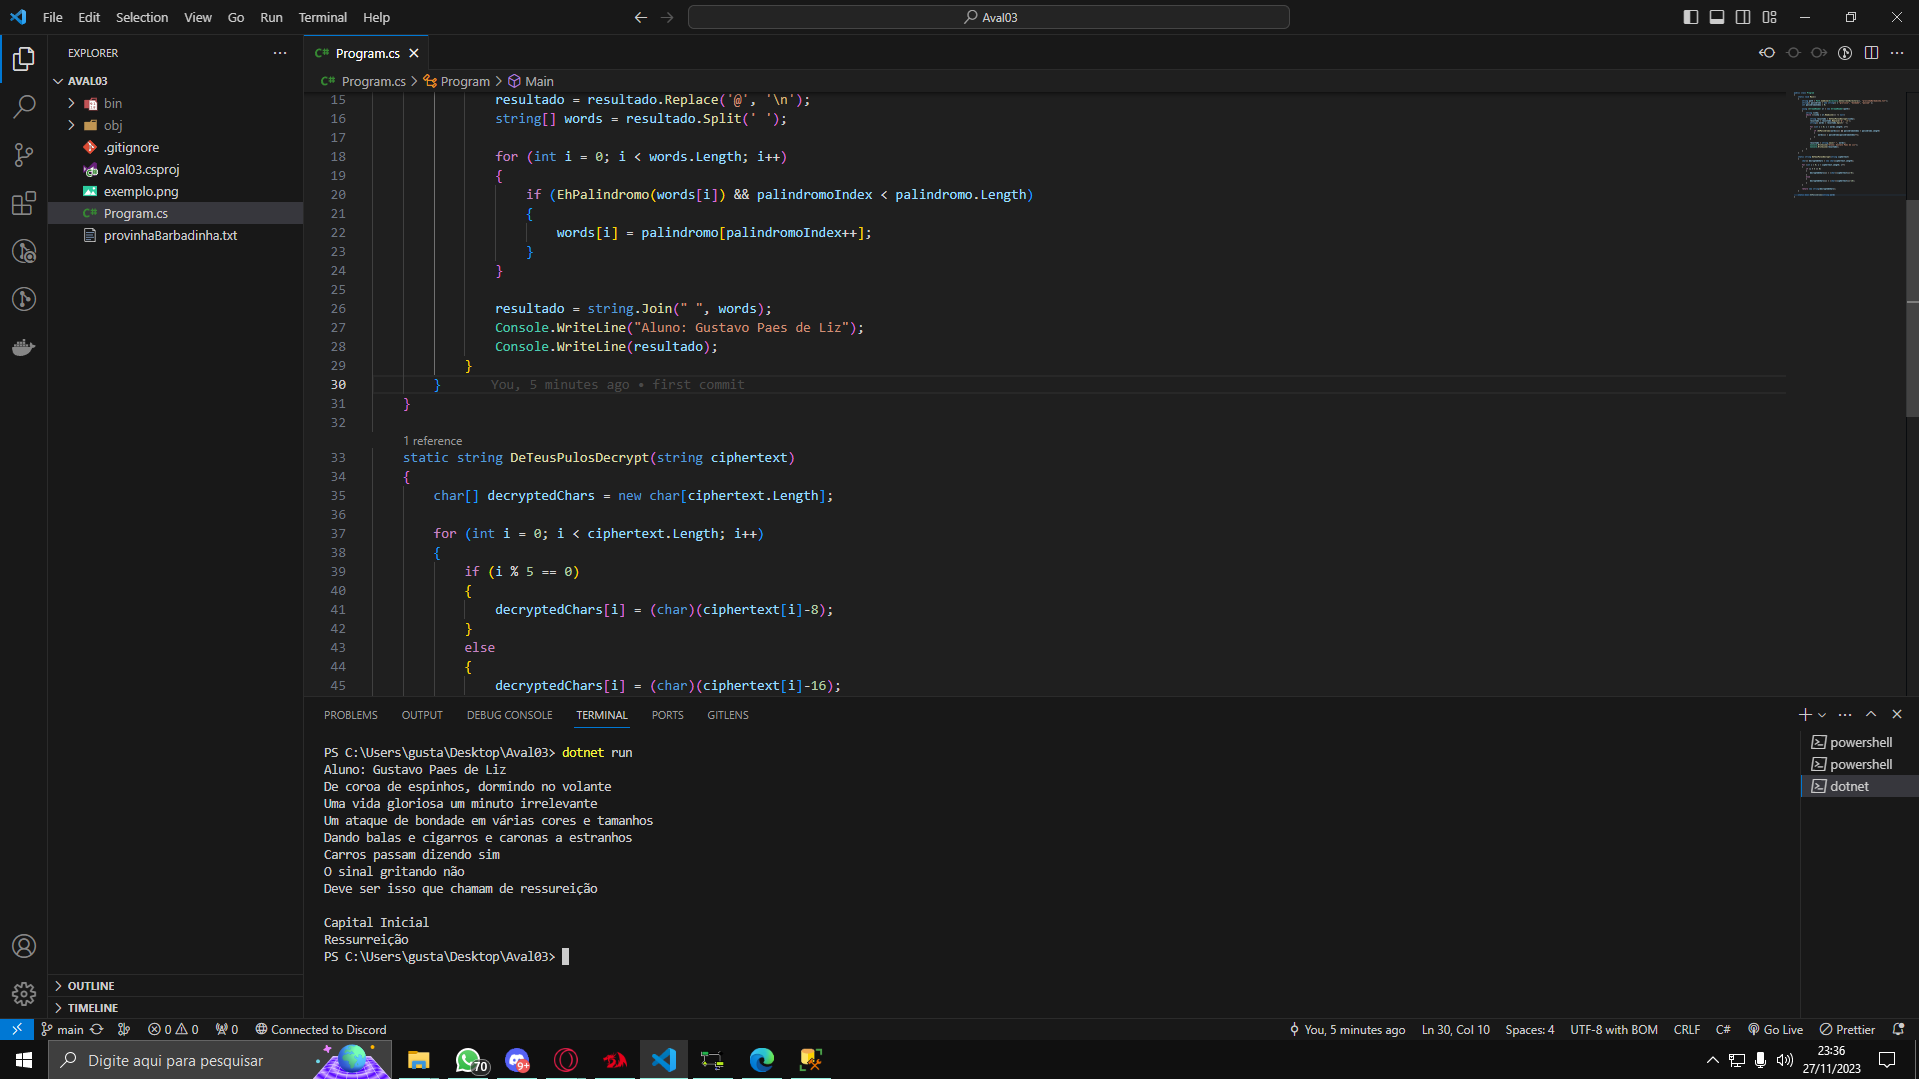 File Edit Selection View Go Run Terminal Help
Aval03
EXPLORER
AVAL03
bin
obj
.gitignore
Aval03.csproj
exemplo.png
C# Program.cs
provinhaBarbadinha.txt
OUTLINE
TIMELINE
C# Program.cs
C# Program.cs > Program > Main
15 resultado = resultado.Replace('@', '\n');
16 string[] words = resultado.Split(' ');
17
18 for (int i = 0; i < words.Length; i++)
19 {
20 if (EhPalindromo(words[i]) && palindromoIndex < palindromo.Length)
21 {
22 words[i] = palindromo[palindromoIndex++];
23 }
24 }
25
26 resultado = string.Join(" ", words);
27 Console.WriteLine("Aluno: Gustavo Paes de Liz");
28 Console.WriteLine(resultado);
29 }
30 } You, 5 minutes ago • first commit
31 }
32
1 reference
33 static string DeTeusPulosDecrypt(string ciphertext)
34 {
35 char[] decryptedChars = new char[ciphertext.Length];
36
37 for (int i = 0; i < ciphertext.Length; i++)
38 {
39 if (i % 5 == 0)
40 {
41 decryptedChars[i] = (char)(ciphertext[i]-8);
42 }
43 else
44 {
45 decryptedChars[i] = (char)(ciphertext[i]-16);
PROBLEMS OUTPUT DEBUG CONSOLE TERMINAL PORTS GITLENS
PS C:\Users\gusta\Desktop\Aval03> dotnet run
Aluno: Gustavo Paes de Liz
De coroa de espinhos, dormindo no volante
Uma vida gloriosa um minuto irrelevante
Um ataque de bondade em várias cores e tamanhos
Dando balas e cigarros e caronas a estranhos
Carros passam dizendo sim
O sinal gritando não
Deve ser isso que chamam de ressureição

Capital Inicial
Ressurreição
PS C:\Users\gusta\Desktop\Aval03>
powershell
powershell
dotnet
main 0 0 0 Connected to Discord You, 5 minutes ago Ln 30, Col 10 Spaces: 4 UTF-8 with BOM CRLF C# Go Live Prettier
Digite aqui para pesquisar
70
9+
23:36
27/11/2023